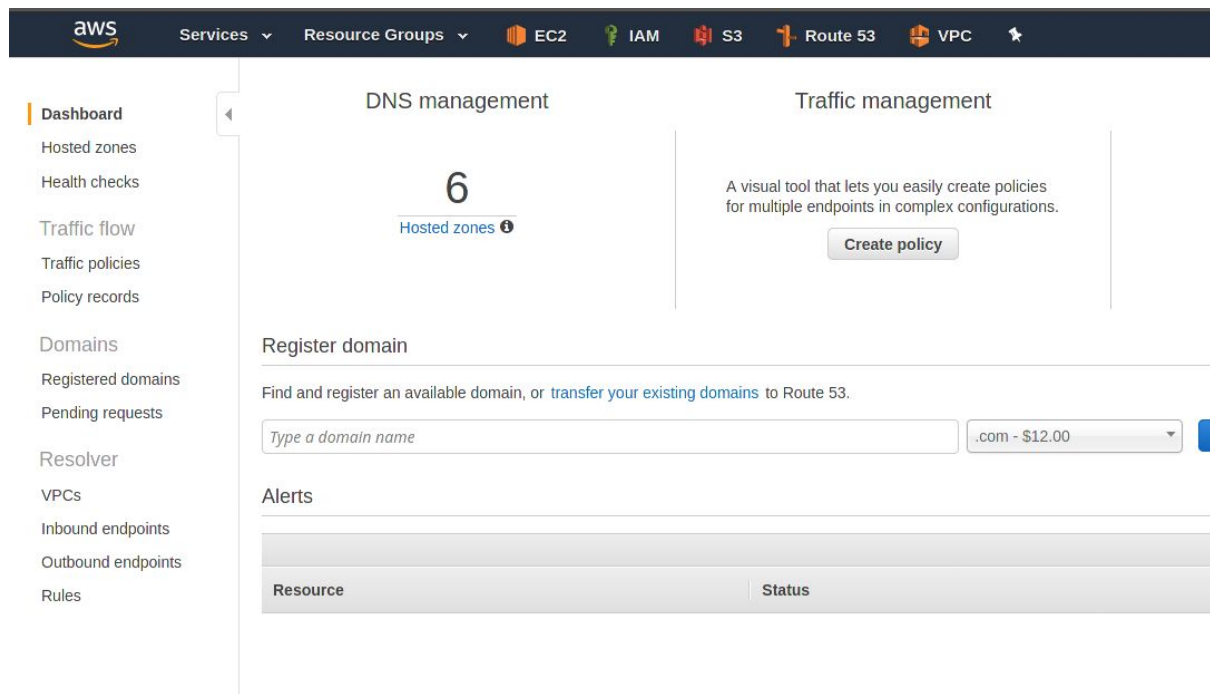 aws Services Resource Groups EC2 IAM S3 Route 53 VPC
Dashboard
Hosted zones
Health checks
Traffic flow
Traffic policies
Policy records
Domains
Registered domains
Pending requests
Resolver
VPCs
Inbound endpoints
Outbound endpoints
Rules
DNS management
6
Hosted zones
Traffic management
A visual tool that lets you easily create policies
for multiple endpoints in complex configurations.
Create policy
Register domain
Find and register an available domain, or transfer your existing domains to Route 53.
Type a domain name
.com - $12.00
Alerts
Resource Status